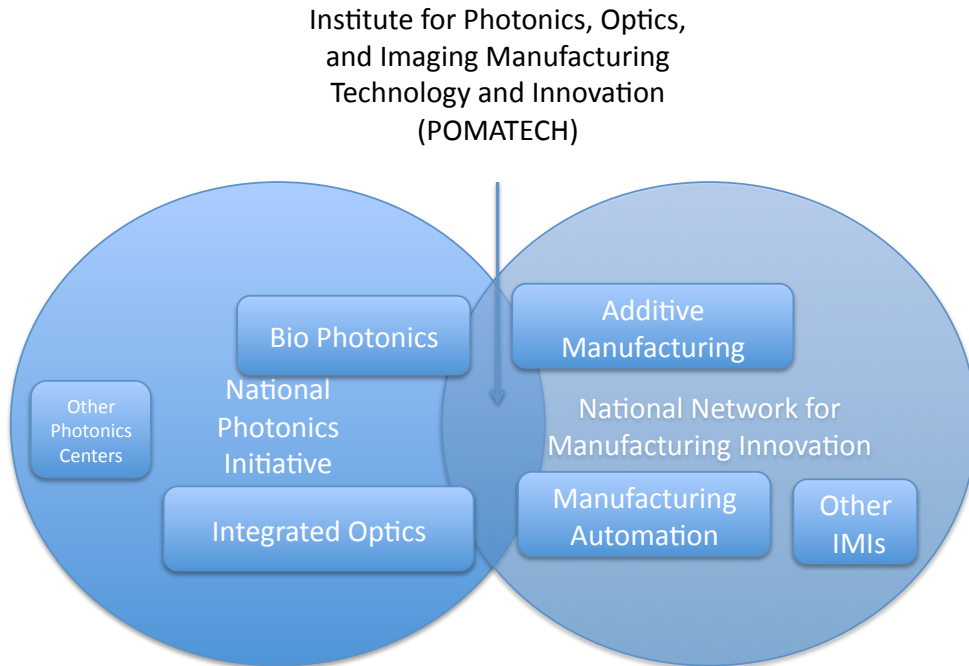 Institute for Photonics, Optics,
and Imaging Manufacturing
Technology and Innovation
(POMATECH)
Bio Photonics
Additive
Manufacturing
Other
Photonics
Centers
National
Photonics
Initiative
National Network for
Manufacturing Innovation
Integrated Optics
Manufacturing
Automation
Other
IMIs